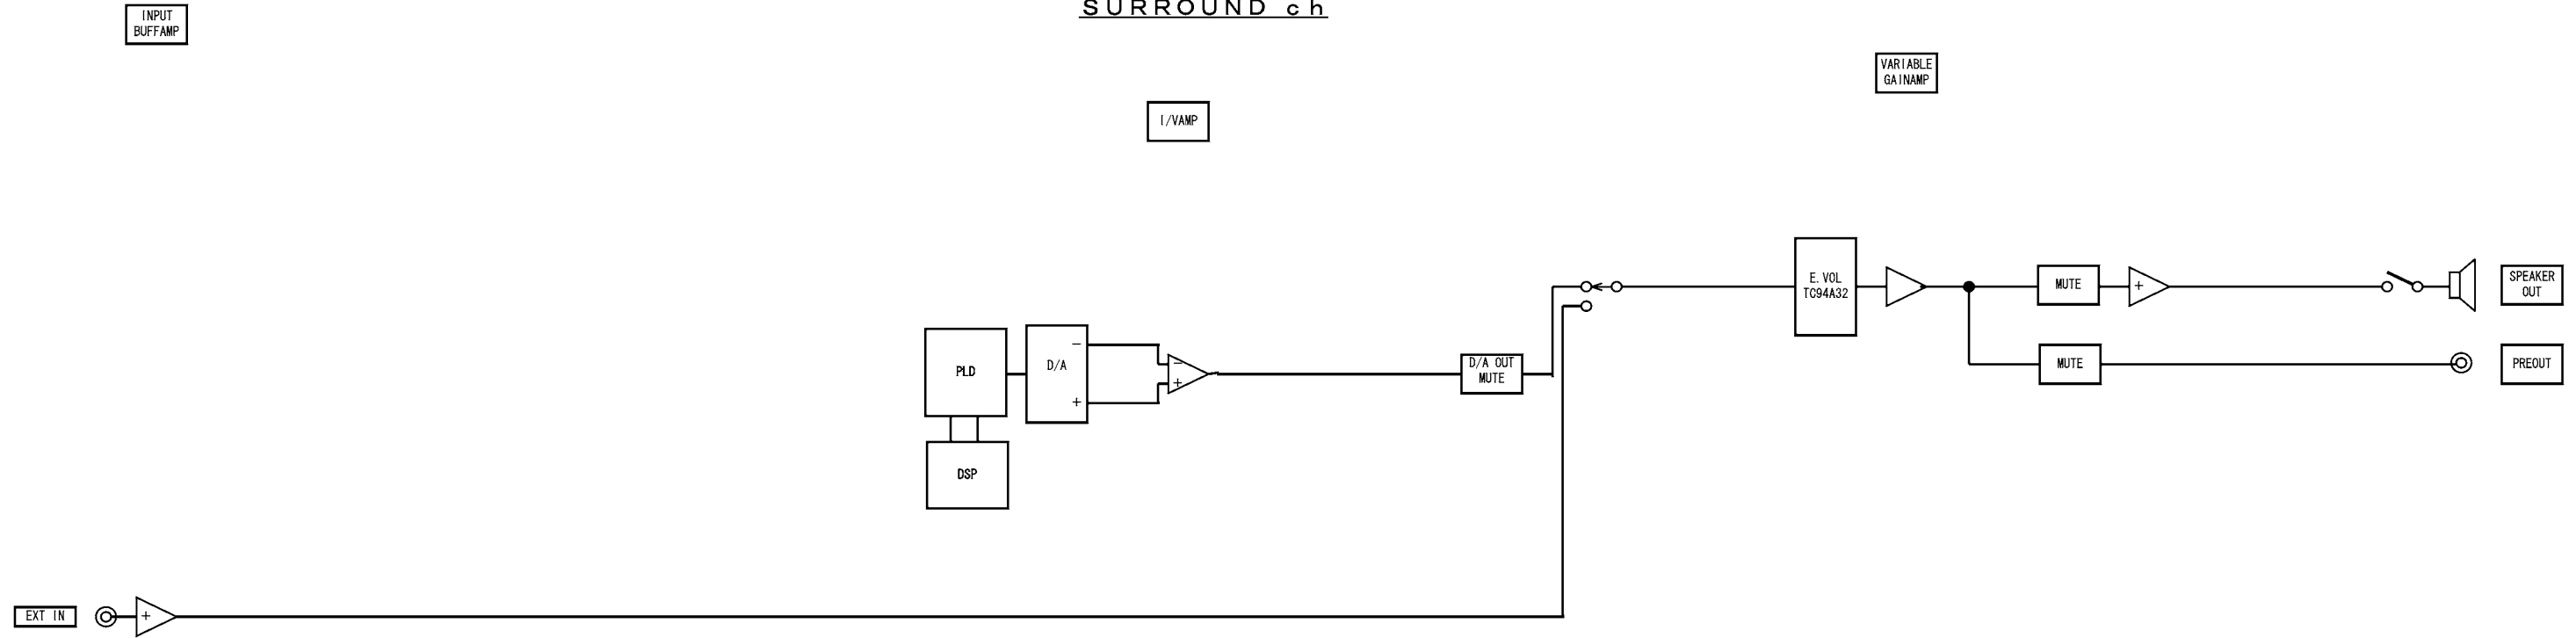 SURROUND ch
INPUT
BUFFAMP
VARIABLE
GAINAMP
I/VAMP
E.VOL
TC94A32
MUTE
+
SPEAKER
OUT
PLD
D/A
−
+
−
+
D/A OUT
MUTE
MUTE
PREOUT
DSP
EXT IN
+